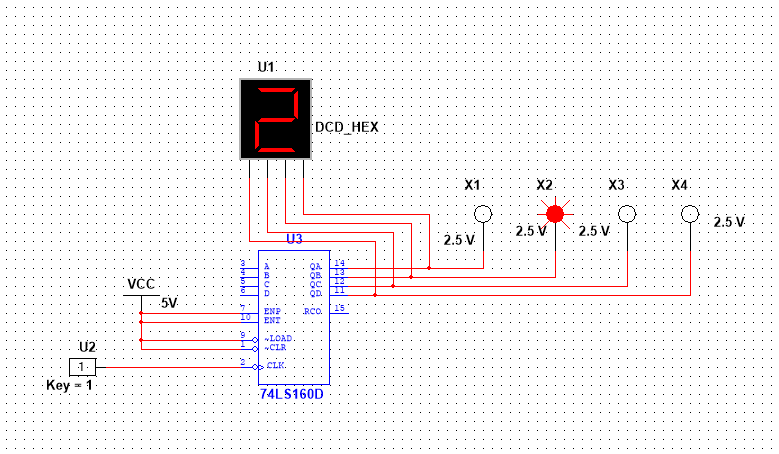 U1
2
DCD_HEX
X1
X2
X3
X4
2.5 V
2.5 V
2.5 V
2.5 V
U3
3 A QA 14
4 B QB 13
5 C QC 12
6 D QD 11
7 ENP RCO 15
10 ENT
9 ~LOAD
1 ~CLR
2 CLK
74LS160D
VCC
5V
U2
1
Key = 1